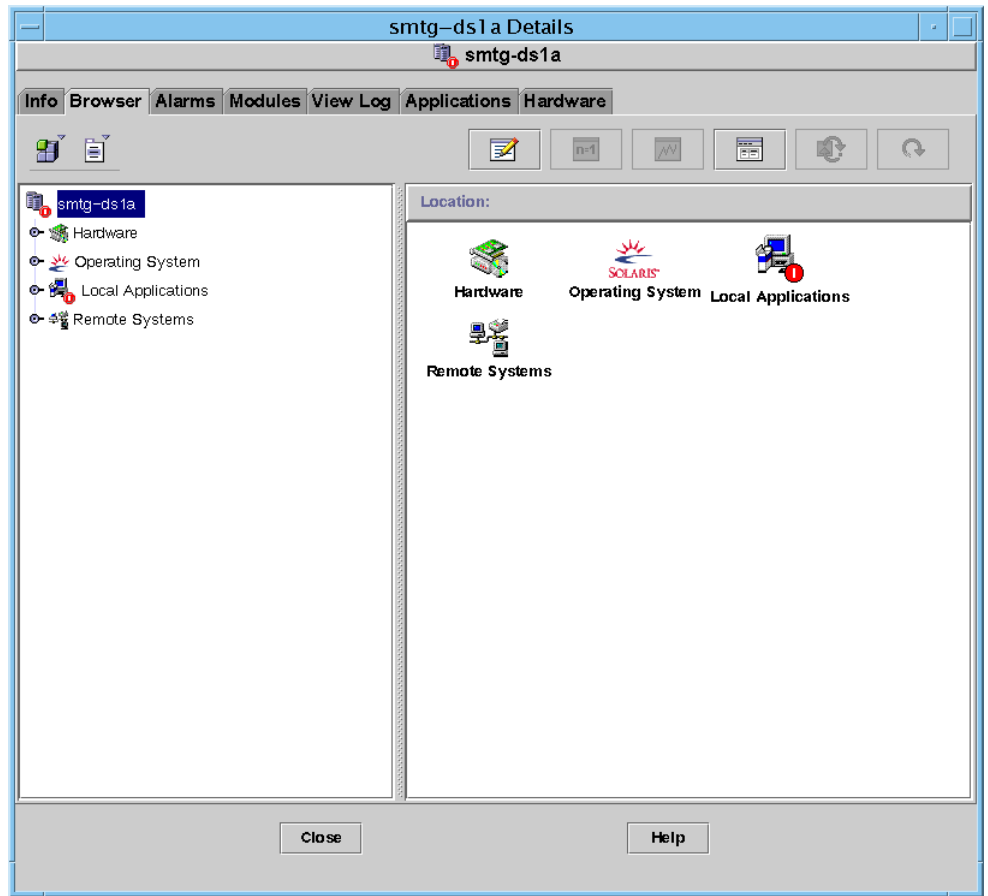 smtg–ds1a Details
smtg-ds1a
Info Browser Alarms Modules View Log Applications Hardware
n=1
smtg–ds1a
Hardware
Operating System
Local Applications
Remote Systems
Location:
SOLARIS
Hardware Operating System Local Applications
Remote Systems
Close Help